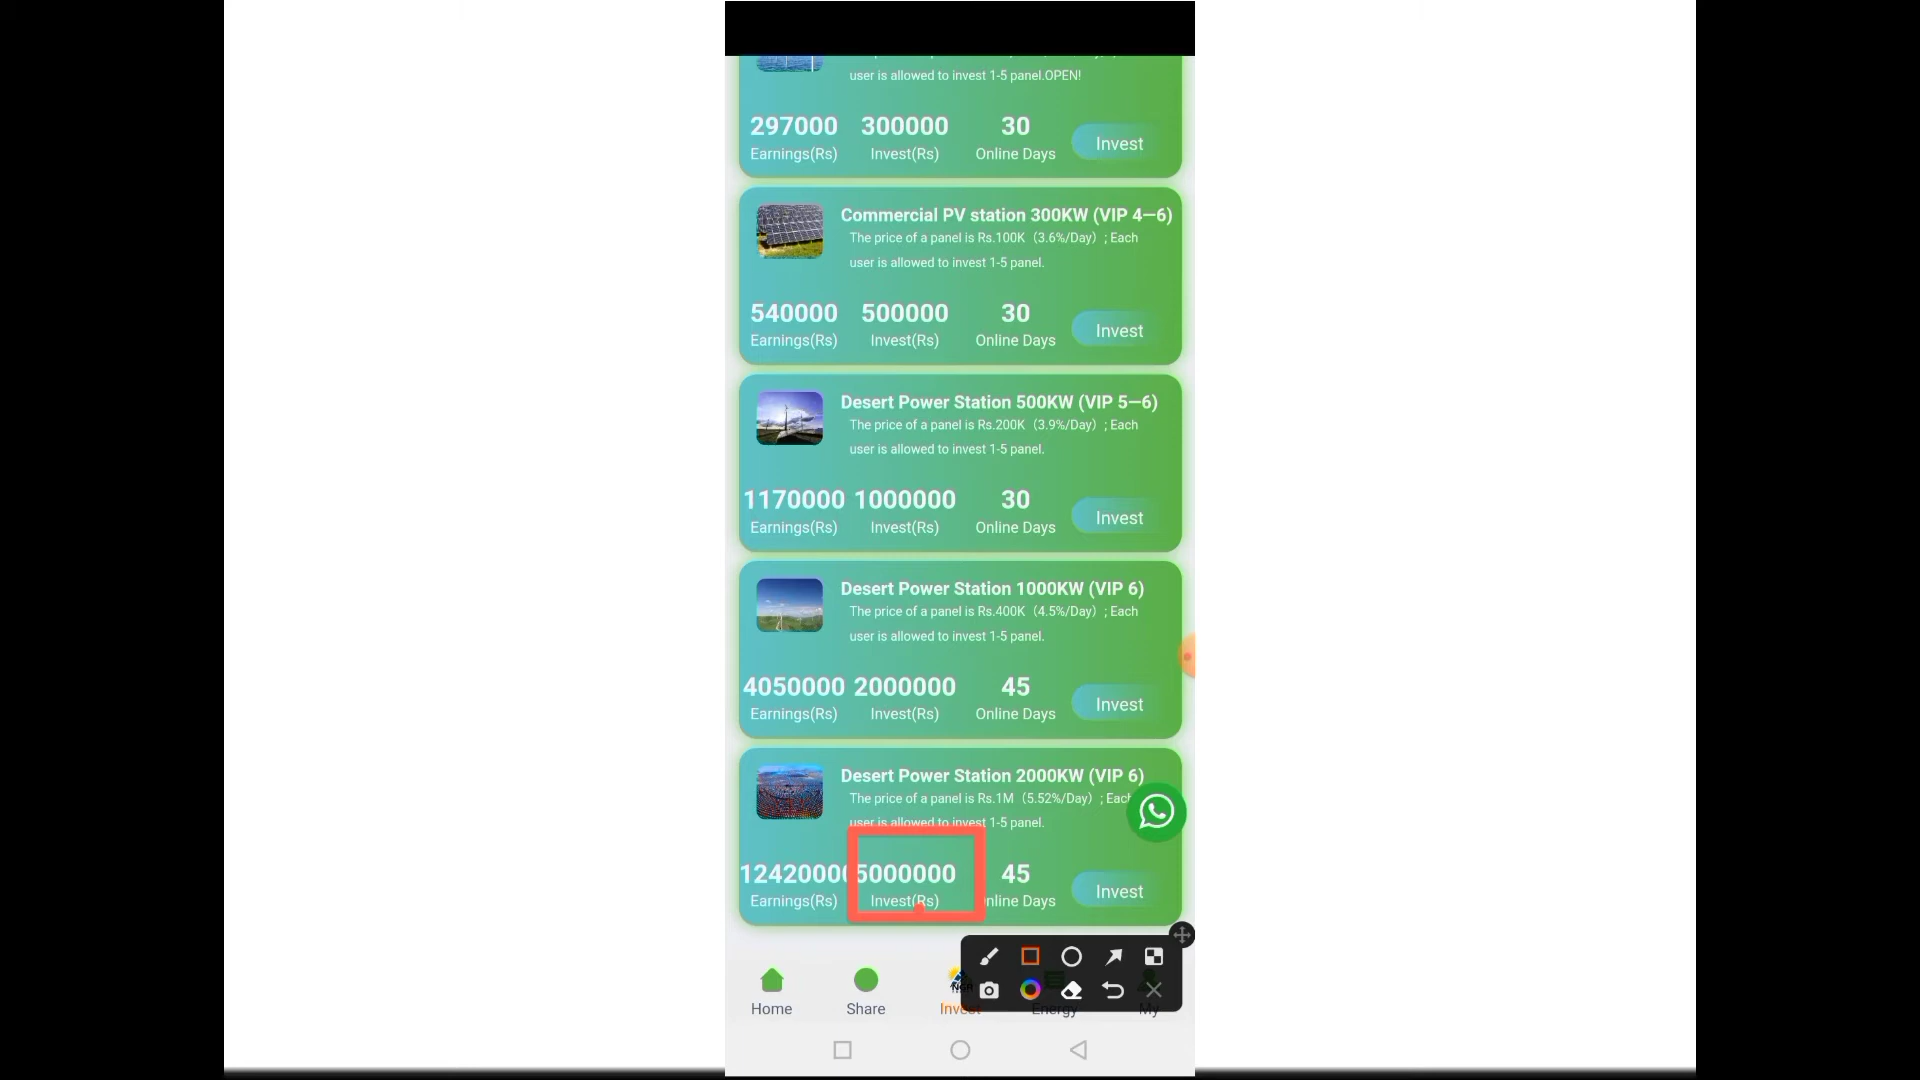 user is allowed to invest 1-5 panel.OPEN!
297000 300000 30
Invest
Earnings(Rs) Invest(Rs) Online Days
Commercial PV station 300KW (VIP 4—6)
The price of a panel is Rs.100K（3.6%/Day）; Each
user is allowed to invest 1-5 panel.
540000 500000 30
Invest
Earnings(Rs) Invest(Rs) Online Days
Desert Power Station 500KW (VIP 5—6)
The price of a panel is Rs.200K（3.9%/Day）; Each
user is allowed to invest 1-5 panel.
1170000 1000000 30
Invest
Earnings(Rs) Invest(Rs) Online Days
Desert Power Station 1000KW (VIP 6)
The price of a panel is Rs.400K（4.5%/Day）; Each
user is allowed to invest 1-5 panel.
4050000 2000000 45
Invest
Earnings(Rs) Invest(Rs) Online Days
Desert Power Station 2000KW (VIP 6)
The price of a panel is Rs.1M（5.52%/Day）; Each
user is allowed to invest 1-5 panel.
12420000 5000000 45
Invest
Earnings(Rs) Invest(Rs) Online Days
NGR
Home Share Invest Energy My